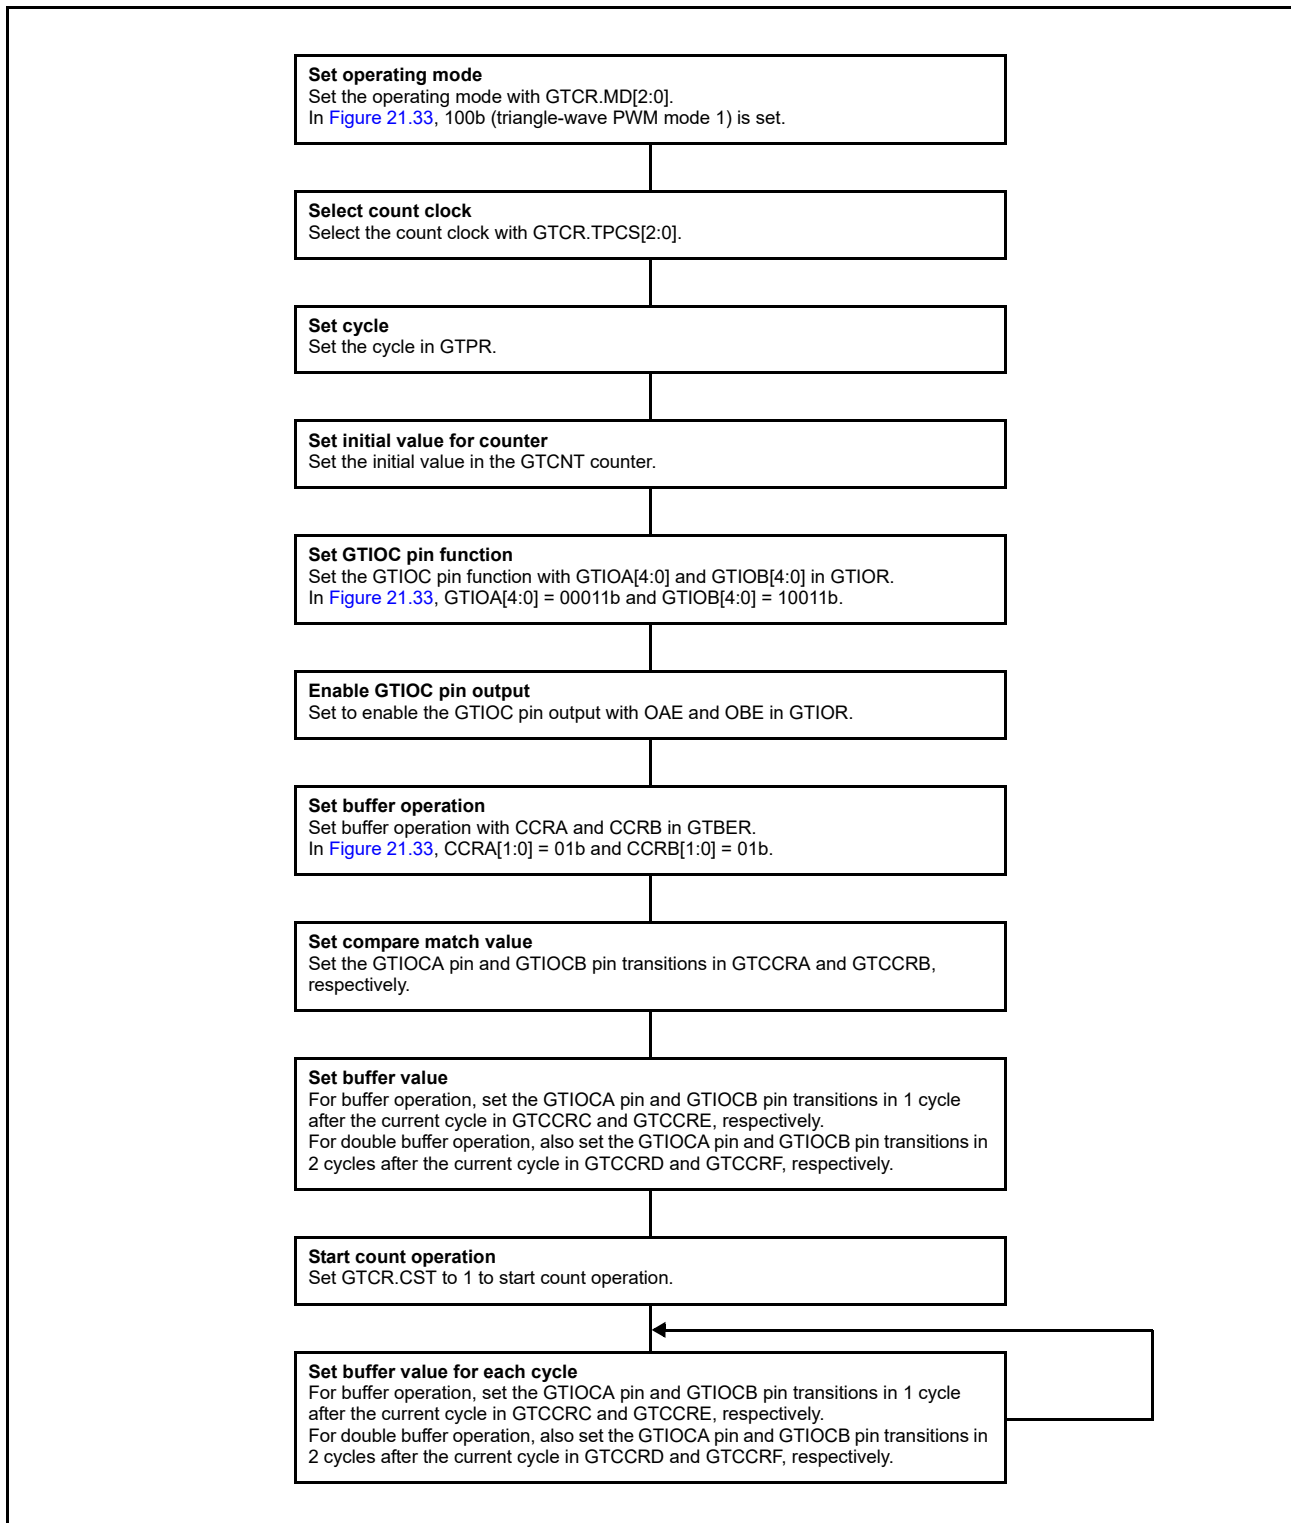 Set operating mode
Set the operating mode with GTCR.MD[2:0].
In Figure 21.33, 100b (triangle-wave PWM mode 1) is set.
Select count clock
Select the count clock with GTCR.TPCS[2:0].
Set cycle
Set the cycle in GTPR.
Set initial value for counter
Set the initial value in the GTCNT counter.
Set GTIOC pin function
Set the GTIOC pin function with GTIOA[4:0] and GTIOB[4:0] in GTIOR.
In Figure 21.33, GTIOA[4:0] = 00011b and GTIOB[4:0] = 10011b.
Enable GTIOC pin output
Set to enable the GTIOC pin output with OAE and OBE in GTIOR.
Set buffer operation
Set buffer operation with CCRA and CCRB in GTBER.
In Figure 21.33, CCRA[1:0] = 01b and CCRB[1:0] = 01b.
Set compare match value
Set the GTIOCA pin and GTIOCB pin transitions in GTCCRA and GTCCRB,
respectively.
Set buffer value
For buffer operation, set the GTIOCA pin and GTIOCB pin transitions in 1 cycle
after the current cycle in GTCCRC and GTCCRE, respectively.
For double buffer operation, also set the GTIOCA pin and GTIOCB pin transitions in
2 cycles after the current cycle in GTCCRD and GTCCRF, respectively.
Start count operation
Set GTCR.CST to 1 to start count operation.
Set buffer value for each cycle
For buffer operation, set the GTIOCA pin and GTIOCB pin transitions in 1 cycle
after the current cycle in GTCCRC and GTCCRE, respectively.
For double buffer operation, also set the GTIOCA pin and GTIOCB pin transitions in
2 cycles after the current cycle in GTCCRD and GTCCRF, respectively.